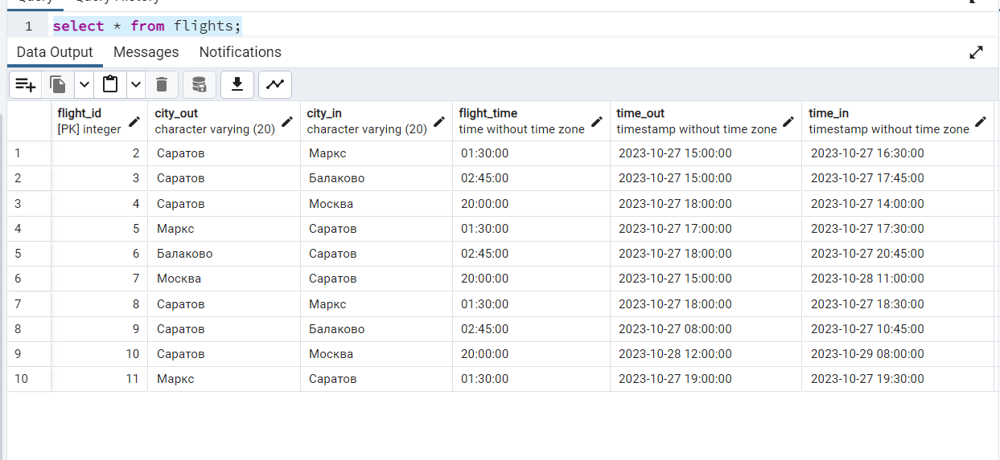 Query Query History
1 select * from flights;
Data Output Messages Notifications
flight_id city_out city_in flight_time time_out time_in
[PK] integer character varying (20) character varying (20) time without time zone timestamp without time zone timestamp without time zone
1 2 Саратов Маркс 01:30:00 2023-10-27 15:00:00 2023-10-27 16:30:00
2 3 Саратов Балаково 02:45:00 2023-10-27 15:00:00 2023-10-27 17:45:00
3 4 Саратов Москва 20:00:00 2023-10-27 18:00:00 2023-10-27 14:00:00
4 5 Маркс Саратов 01:30:00 2023-10-27 17:00:00 2023-10-27 17:30:00
5 6 Балаково Саратов 02:45:00 2023-10-27 18:00:00 2023-10-27 20:45:00
6 7 Москва Саратов 20:00:00 2023-10-27 15:00:00 2023-10-28 11:00:00
7 8 Саратов Маркс 01:30:00 2023-10-27 18:00:00 2023-10-27 18:30:00
8 9 Саратов Балаково 02:45:00 2023-10-27 08:00:00 2023-10-27 10:45:00
9 10 Саратов Москва 20:00:00 2023-10-28 12:00:00 2023-10-29 08:00:00
10 11 Маркс Саратов 01:30:00 2023-10-27 19:00:00 2023-10-27 19:30:00